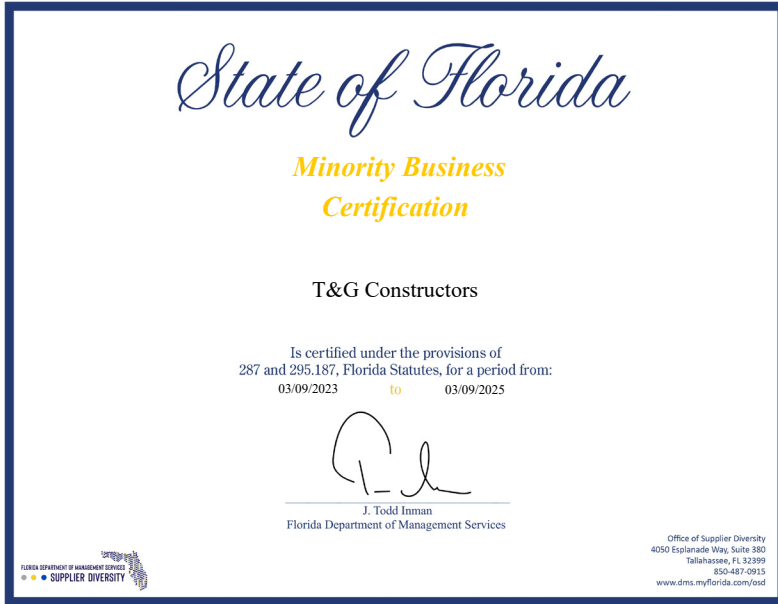 State of Florida
Minority Business
Certification
T&G Constructors
Is certified under the provisions of
287 and 295.187, Florida Statutes, for a period from:
03/09/2023 to 03/09/2025
J. Todd Inman
Florida Department of Management Services
FLORIDA DEPARTMENT OF MANAGEMENT SERVICES
SUPPLIER DIVERSITY
Office of Supplier Diversity
4050 Esplanade Way, Suite 380
Tallahassee, FL 32399
850-487-0915
www.dms.myflorida.com/osd